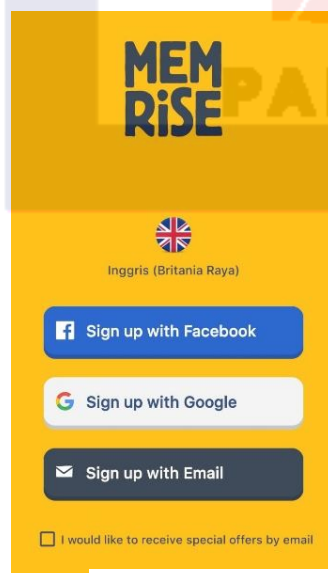 MEM
RiSE
PA
Inggris (Britania Raya)
Sign up with Facebook
Sign up with Google
Sign up with Email
I would like to receive special offers by email